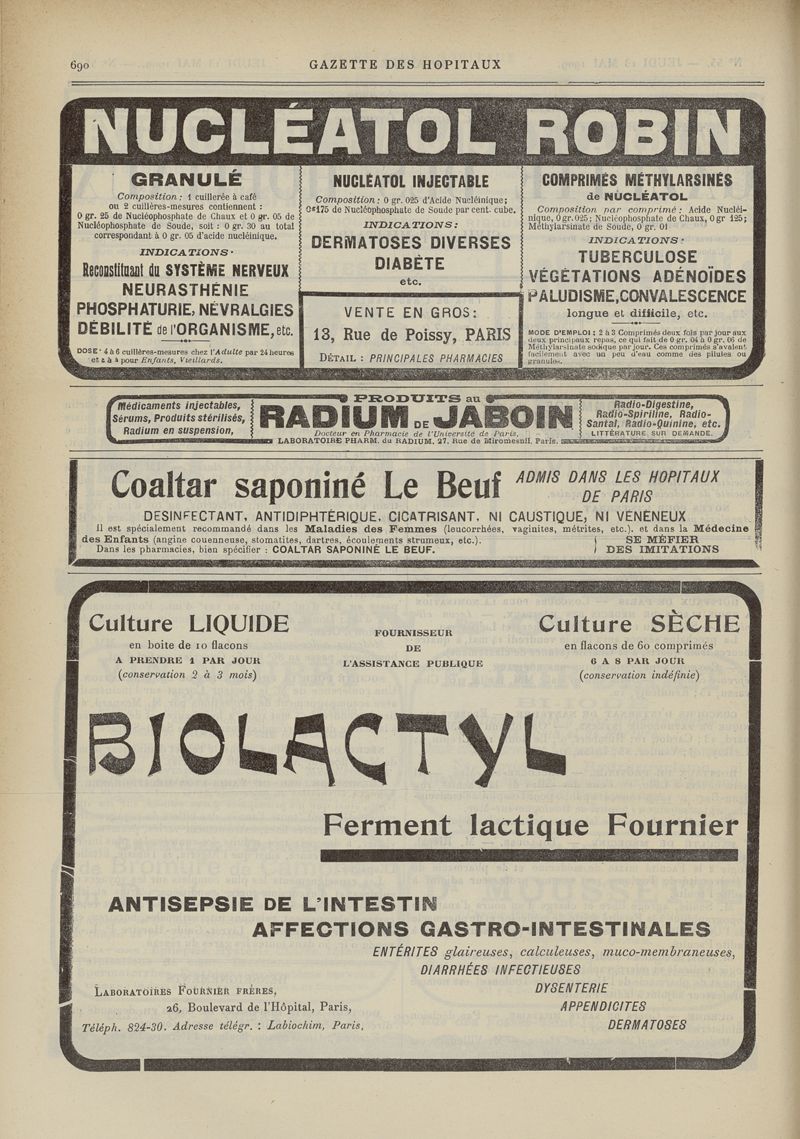 690
GAZETTE DES HOPITAUX
NUCLÉATOL ROBIN
GRANULÉ
Composition : 1 cuillerée à café
ou 2 cuillères-mesures contiennent :
0 gr. 25 de Nucléophosphate de Chaux et 0 gr. 05 de
Nucléophosphate de Soude, soit : 0 gr. 30 au total
correspondant à 0 gr. 05 d'acide nucléinique.
INDICATIONS·
Reconstituant du SYSTÈME NERVEUX
NEURASTHÉNIE
PHOSPHATURIE, NÉVRALGIES
DÉBILITÉ de l'ORGANISME, etc.
DOSE· 4 à 6 cuillères-mesures chez l'Adulte par 24 heures
et 2 à 4 pour Enfants, Vieillards.
NUCLÉATOL INJECTABLE
Composition : 0 gr. 025 d'Acide Nucléinique;
0gr175 de Nucléophosphate de Soude par cent. cube.
INDICATIONS:
DERMATOSES DIVERSES
DIABÈTE
etc.
VENTE EN GROS:
13, Rue de Poissy, PARIS
DÉTAIL : PRINCIPALES PHARMACIES
COMPRIMÉS MÉTHYLARSINÉS
de NUCLÉATOL
Composition par comprimé : Acide Nucléi-
nique, 0 gr. 025; Nucléophosphate de Chaux, 0 gr 125;
Méthylarsinate de Soude, 0 gr. 01
INDICATIONS:
TUBERCULOSE
VÉGÉTATIONS ADÉNOÏDES
PALUDISME, CONVALESCENCE
longue et difficile, etc.
MODE D'EMPLOI : 2 à 3 Comprimés deux fois par jour aux
deux principaux repas, ce qui fait de 0 gr. 04 à 0 gr. 06 de
Méthylarsinate sodique par jour. Ces comprimés s'avalent
facilement avec un peu d'eau comme des pilules ou
granules.
Médicaments injectables,
Sérums, Produits stérilisés,
Radium en suspension,
PRODUITS au
RADIUM DE JABOIN
Docteur en Pharmacie de l'Université de Paris,
LABORATOIRE PHARM. du RADIUM, 27, Rue de Miromesnil, Paris.
Radio-Digestine,
Radio-Spiriline, Radio-
Santal, Radio-Quinine, etc.
LITTÉRATURE SUR DEMANDE.
Coaltar saponiné Le Beuf
ADMIS DANS LES HOPITAUX
DE PARIS
DESINFECTANT, ANTIDIPHTÉRIQUE, CICATRISANT, NI CAUSTIQUE, NI VENÉNEUX
Il est spécialement recommandé dans les Maladies des Femmes (leucorrhées, vaginites, métrites, etc.), et dans la Médecine
des Enfants (angine couenneuse, stomatites, dartres, écoulements strumeux, etc.).
Dans les pharmacies, bien spécifier : COALTAR SAPONINÉ LE BEUF.
SE MÉFIER
DES IMITATIONS
Culture LIQUIDE
en boite de 10 flacons
A PRENDRE 1 PAR JOUR
(conservation 2 à 3 mois)
FOURNISSEUR
DE
L'ASSISTANCE PUBLIQUE
Culture SÈCHE
en flacons de 60 comprimés
6 A 8 PAR JOUR
(conservation indéfinie)
BIOLACTYL
Ferment lactique Fournier
ANTISEPSIE DE L'INTESTIN
AFFECTIONS GASTRO-INTESTINALES
ENTÉRITES glaireuses, calculeuses, muco-membraneuses,
DIARRHÉES INFECTIEUSES
DYSENTERIE
APPENDICITES
DERMATOSES
LABORATOIRES FOURNIER FRÈRES,
26, Boulevard de l'Hôpital, Paris,
Téléph. 824-30. Adresse télégr. : Labiochim, Paris.